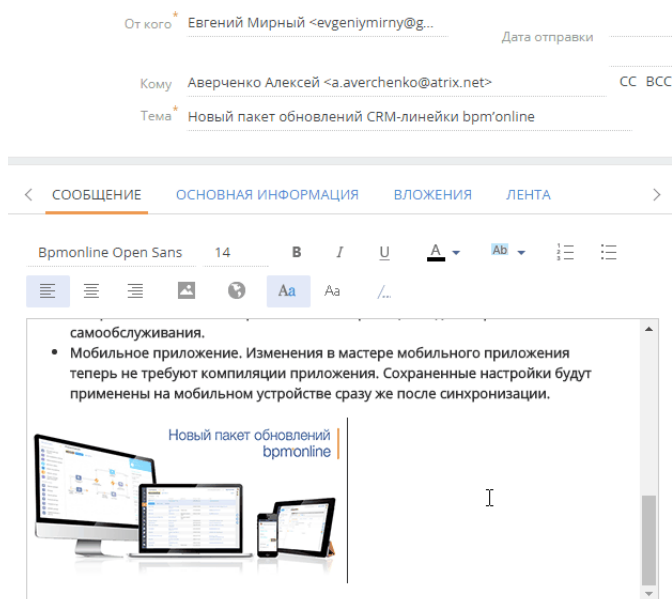 От кого* Евгений Мирный <evgeniymirny@g...
Дата отправки
Кому Аверченко Алексей <a.averchenko@atrix.net> CC BCC
Тема* Новый пакет обновлений CRM-линейки bpm’online
СООБЩЕНИЕ ОСНОВНАЯ ИНФОРМАЦИЯ ВЛОЖЕНИЯ ЛЕНТА
Bpmonline Open Sans 14 B I U A Ab
Aa Aa
самообслуживания.
• Мобильное приложение. Изменения в мастере мобильного приложения
теперь не требуют компиляции приложения. Сохраненные настройки будут
применены на мобильном устройстве сразу же после синхронизации.
Новый пакет обновлений
bpmonline